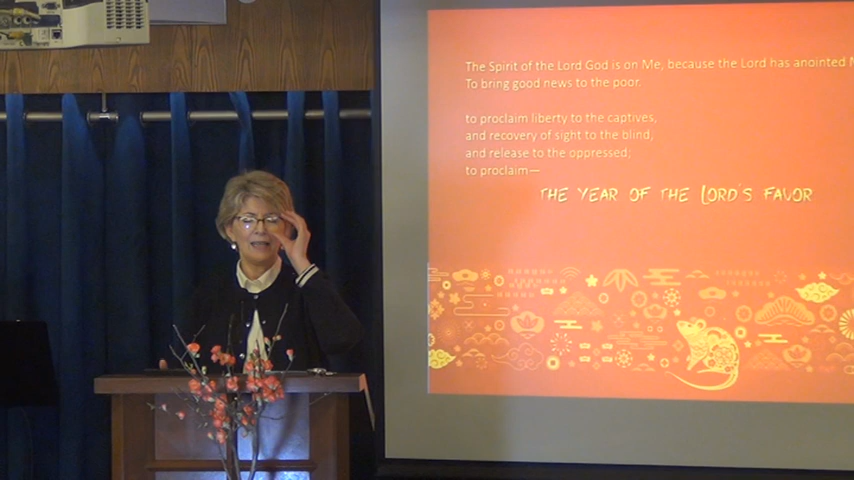 The Spirit of the Lord God is on Me, because the Lord has anointed
To bring good news to the poor.
to proclaim liberty to the captives,
and recovery of sight to the blind,
and release to the oppressed;
to proclaim—
THE YEAR OF THE LORD'S FAVOR